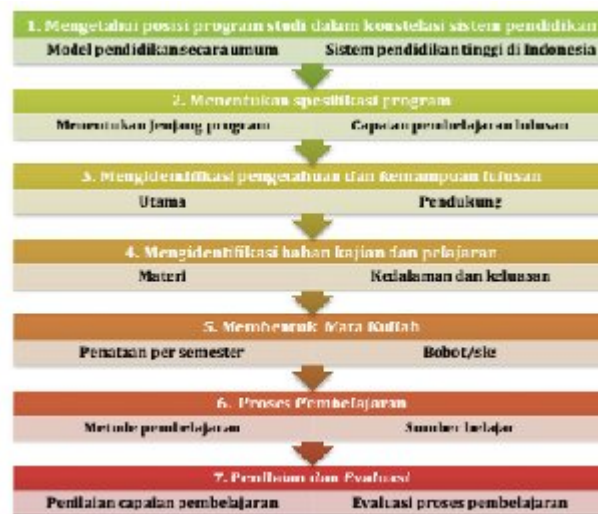 1. Mengetahui posisi program studi dalam konstelasi sistem pendidikan
Model pendidikan secara umum Sistem pendidikan tinggi di Indonesia
2. Menentukan spesifikasi program
Menentukan jenjang program Capaian pembelajaran lulusan
3. Mengidentifikasi pengetahuan dan kemampuan lulusan
Utama Pendukung
4. Mengidentifikasi bahan kajian dan pelajaran
Materi Kedalaman dan keluasan
5. Membentuk Mata Kuliah
Penataan per semester Bobot/sks
6. Proses Pembelajaran
Metode pembelajaran Sumber belajar
7. Penilaian dan Evaluasi
Penilaian capaian pembelajaran Evaluasi proses pembelajaran